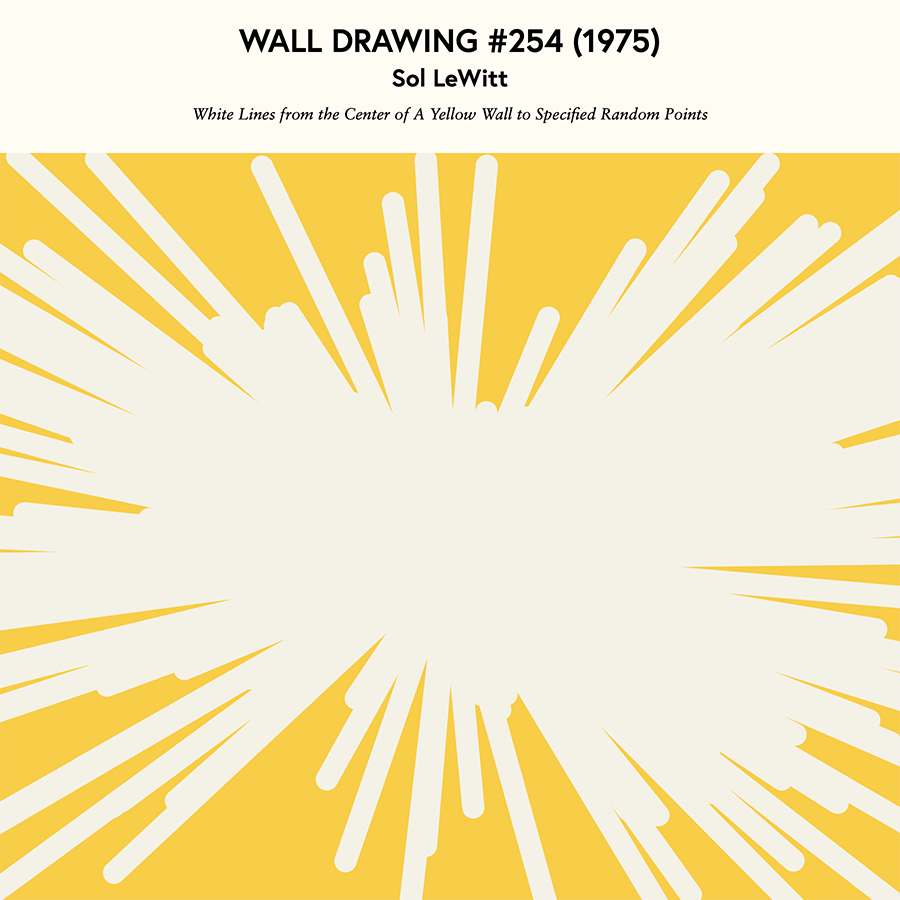 WALL DRAWING #254 (1975)
Sol LeWitt
White Lines from the Center of A Yellow Wall to Specified Random Points